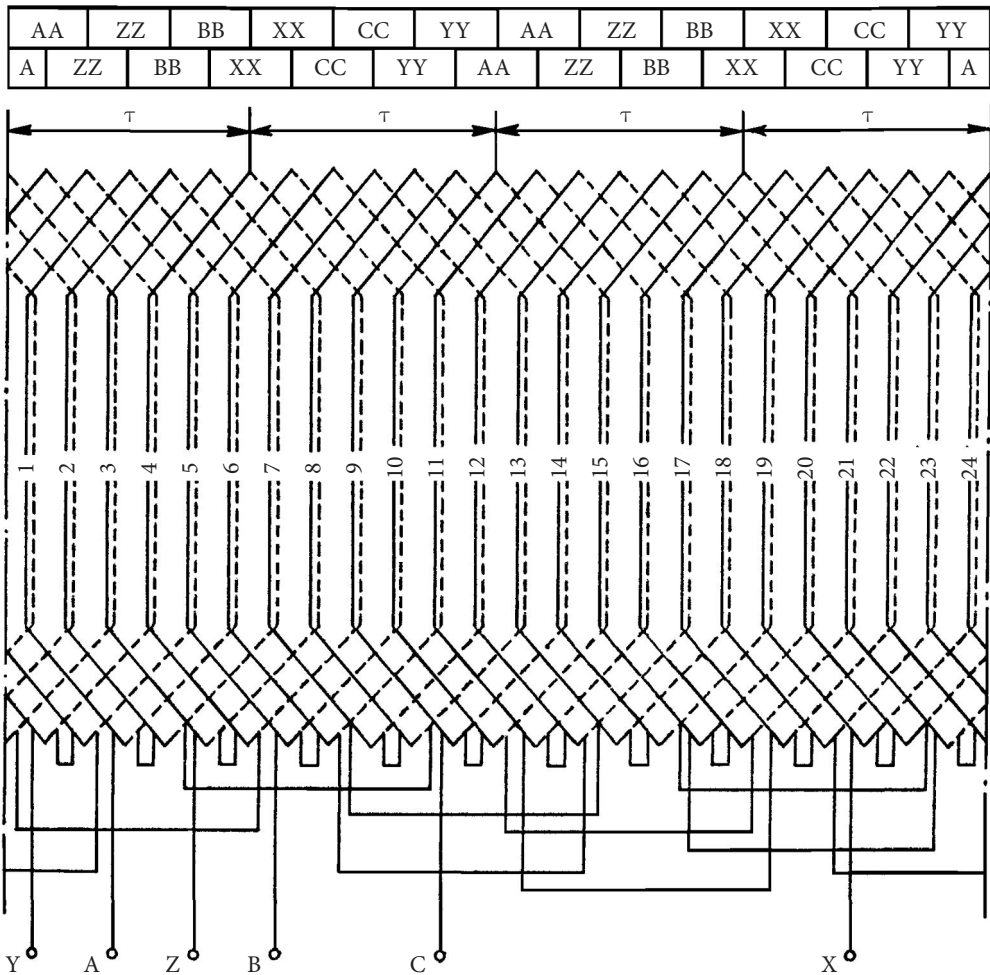 AA ZZ BB XX CC YY AA ZZ BB XX CC YY
A ZZ BB XX CC YY AA ZZ BB XX CC YY A
τ τ τ τ
1 2 3 4 5 6 7 8 9 10 11 12 13 14 15 16 17 18 19 20 21 22 23 24
Y A Z B C X